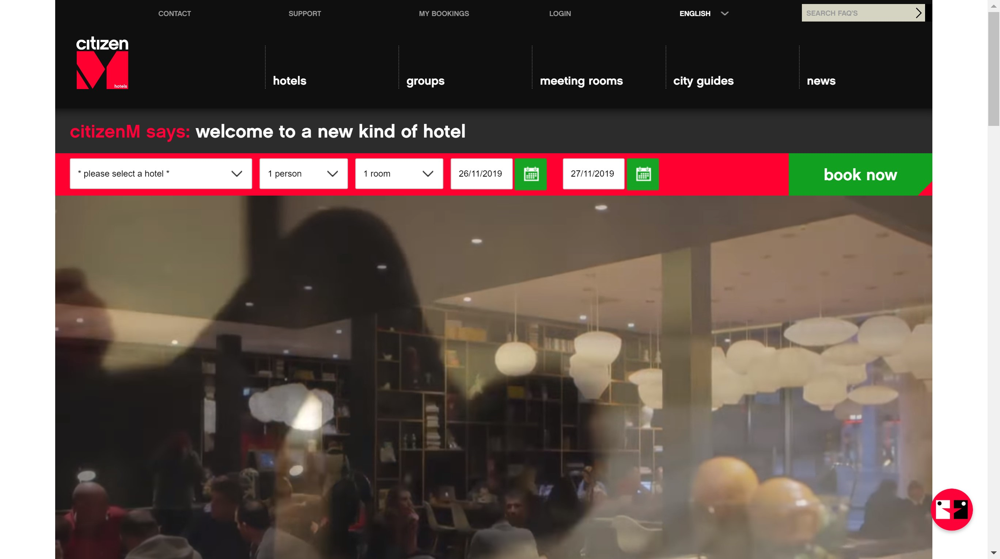 CONTACT SUPPORT MY BOOKINGS LOGIN ENGLISH SEARCH FAQ'S
citizen
M
hotels
hotels groups meeting rooms city guides news
citizenM says: welcome to a new kind of hotel
* please select a hotel * 1 person 1 room 26/11/2019 27/11/2019 book now